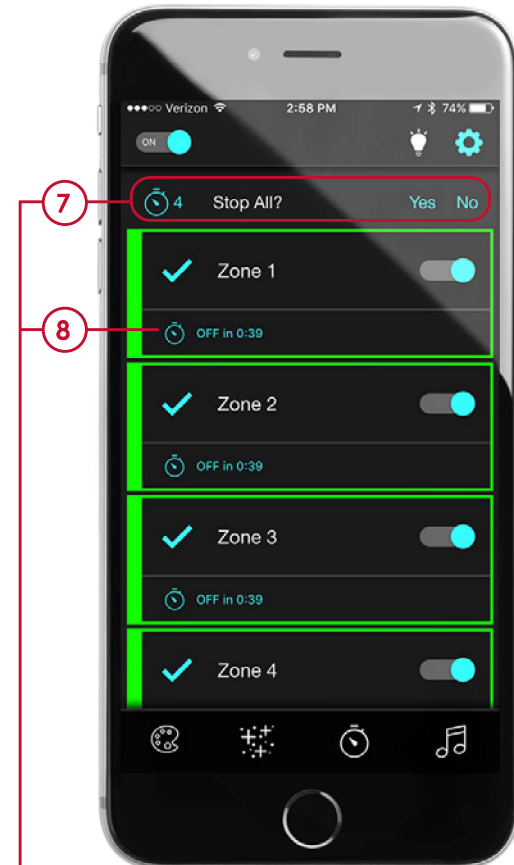 Verizon 2:58 PM 74%
ON
7 4 Stop All? Yes No
Zone 1
8 OFF in 0:39
Zone 2
OFF in 0:39
Zone 3
OFF in 0:39
Zone 4